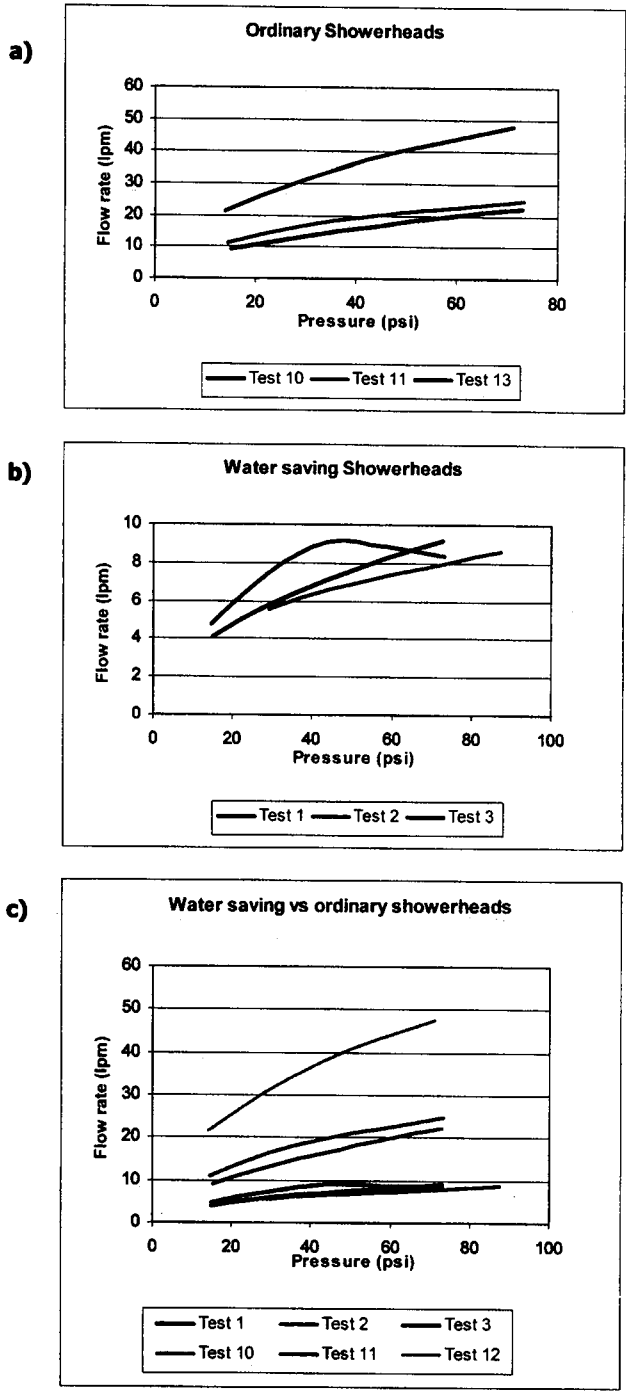 a)
Ordinary Showerheads
Flow rate (lpm)
60
50
40
30
20
10
0
0 20 40 60 80
Pressure (psi)
Test 10 Test 11 Test 13
b)
Water saving Showerheads
Flow rate (lpm)
10
8
6
4
2
0
0 20 40 60 80 100
Pressure (psi)
Test 1 Test 2 Test 3
c)
Water saving vs ordinary showerheads
Flow rate (lpm)
60
50
40
30
20
10
0
0 20 40 60 80 100
Pressure (psi)
Test 1 Test 2 Test 3
Test 10 Test 11 Test 12